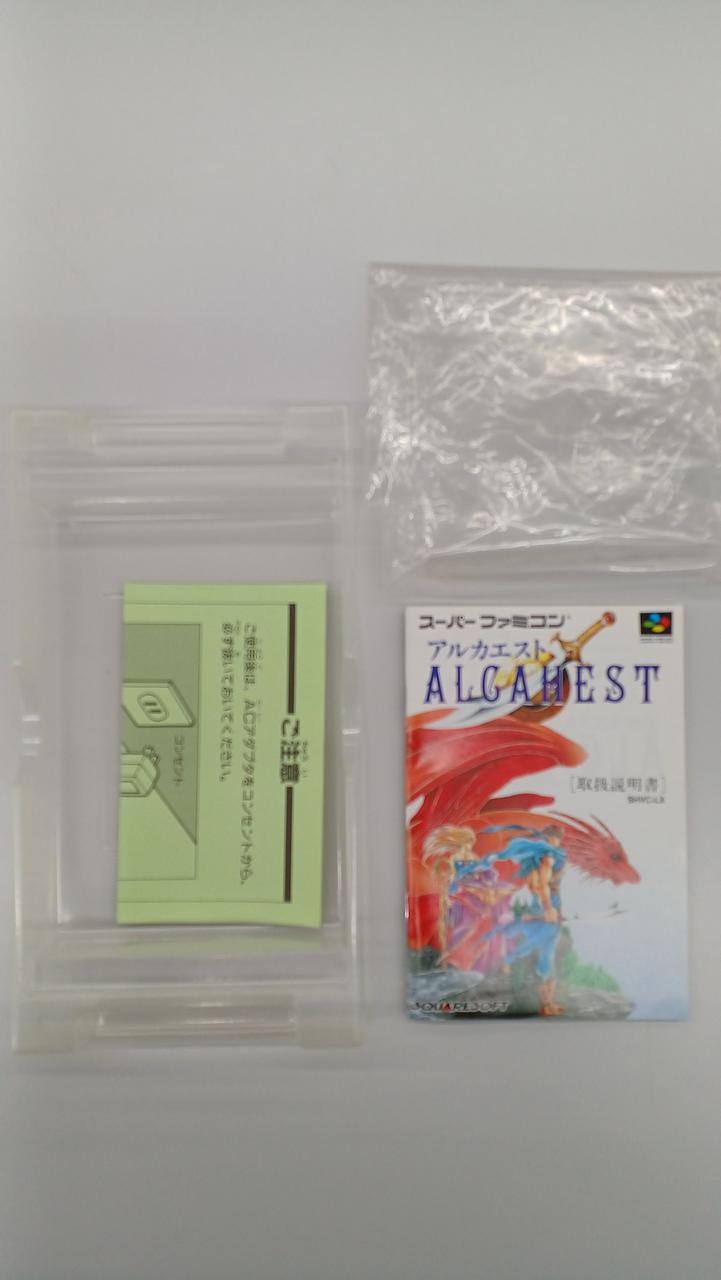 ご注意
ご使用後は、ACアダプタをコンセントから、
必ず抜いておいてください。
コンセント
スーパーファミコン
アルカエスト
ALCAHEST
[取扱説明書]
SHVC-LX
SQUARESOFT